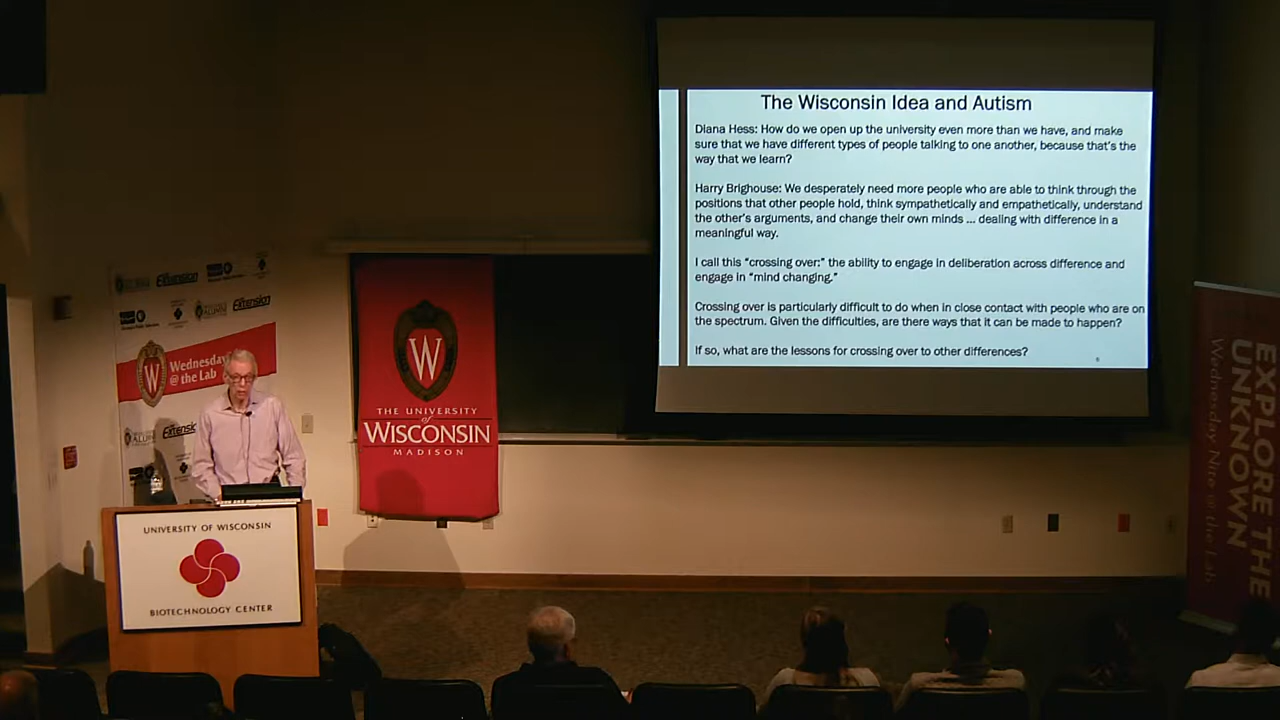 The Wisconsin Idea and Autism
Diana Hess: How do we open up the university even more than we have, and make
sure that we have different types of people talking to one another, because that's the
way that we learn?
Harry Brighouse: We desperately need more people who are able to think through the
positions that other people hold, think sympathetically and empathetically, understand
the other's arguments, and change their own minds ... dealing with difference in a
meaningful way.
I call this "crossing over:" the ability to engage in deliberation across difference and
engage in "mind changing."
Crossing over is particularly difficult to do when in close contact with people who are on
the spectrum. Given the difficulties, are there ways that it can be made to happen?
If so, what are the lessons for crossing over to other differences?
Extension
Extension
W
Wednesday
@ the Lab
W
THE UNIVERSITY
of
WISCONSIN
MADISON
UNIVERSITY OF WISCONSIN
BIOTECHNOLOGY CENTER
EXPLORE THE
UNKNOWN
Wednesday Nite @ the Lab